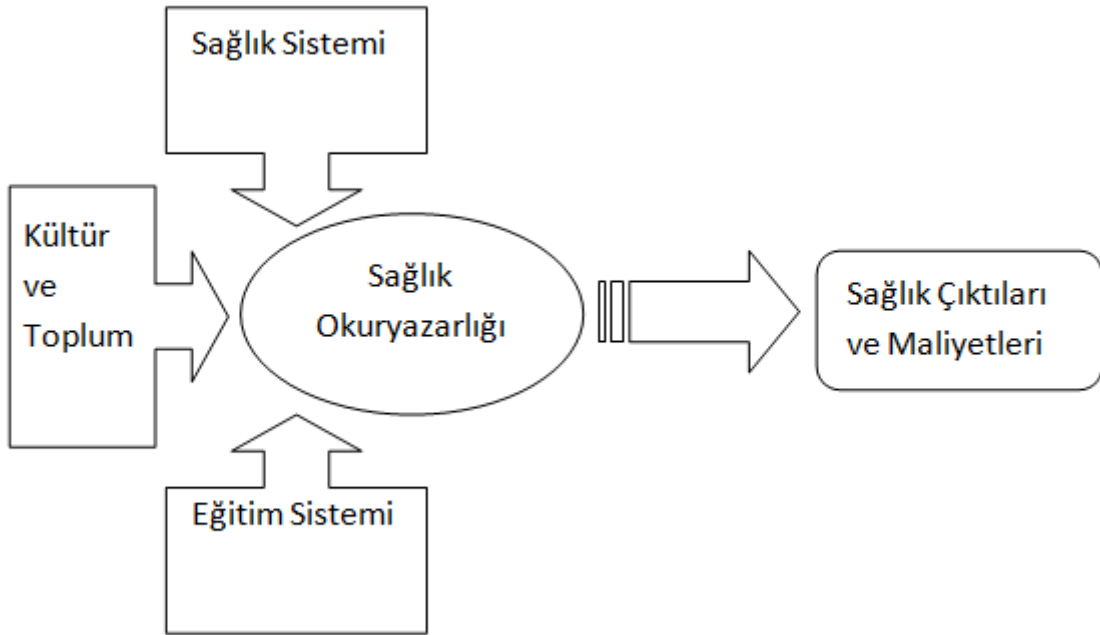 Sağlık Sistemi
Kültür
ve
Toplum
Sağlık
Okuryazarlığı
Sağlık Çıktıları
ve Maliyetleri
Eğitim Sistemi